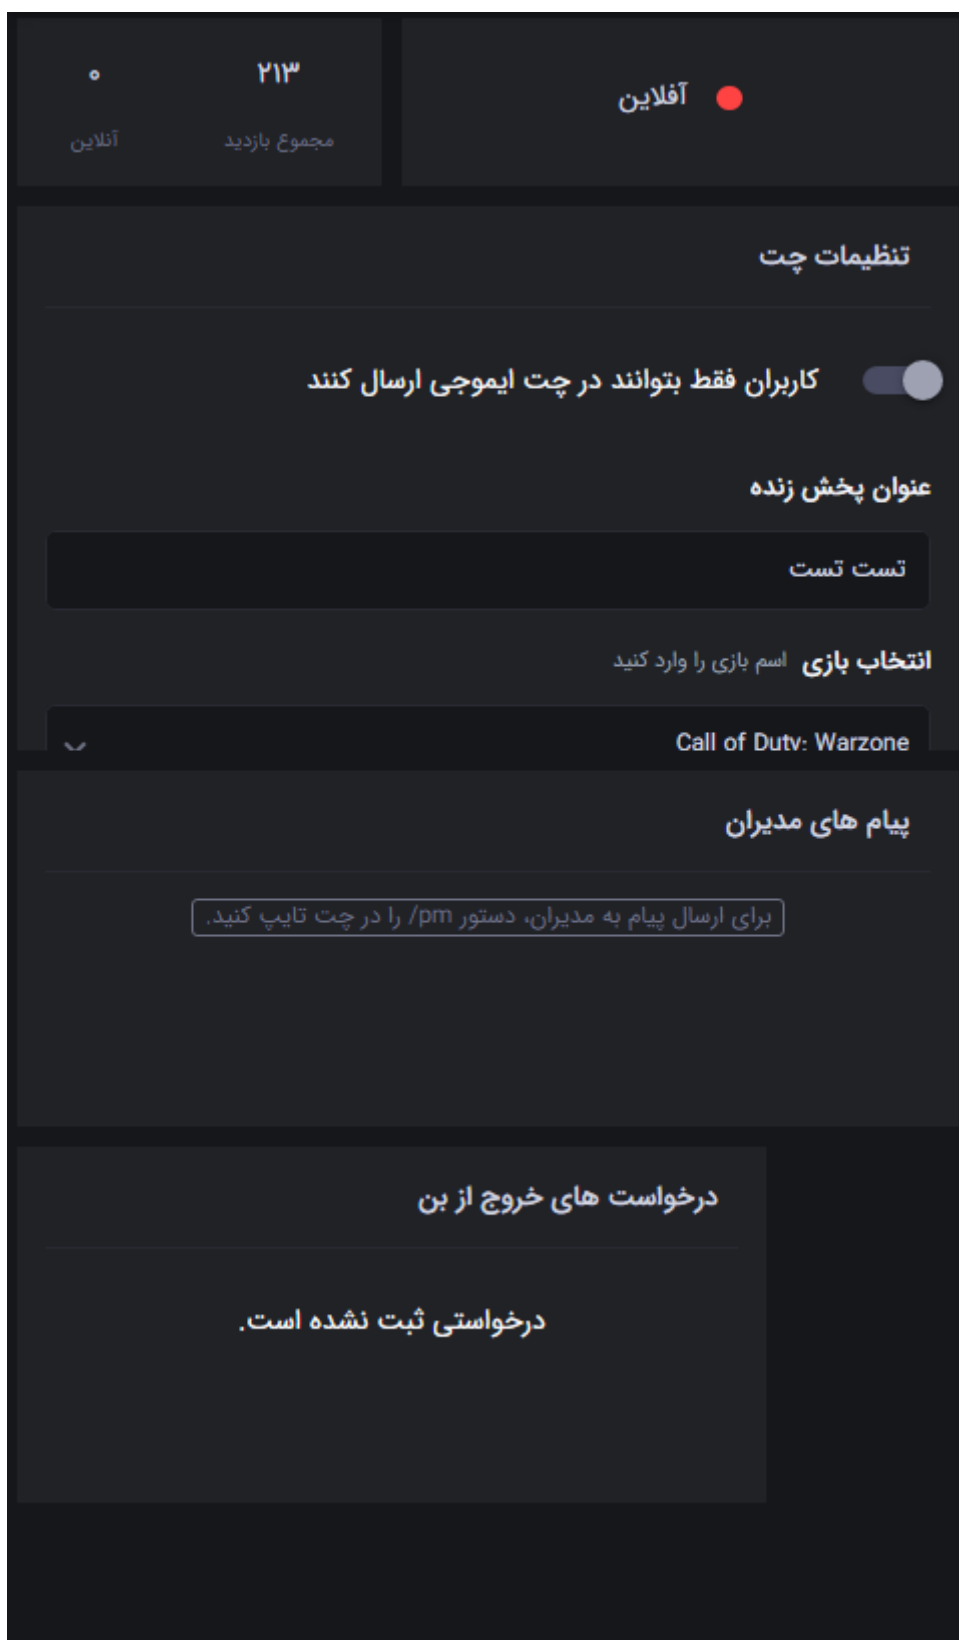 آفلاین
۲۱۳ ۰
مجموع بازدید آنلاین
تنظیمات چت
کاربران فقط بتوانند در چت ایموجی ارسال کنند
عنوان پخش زنده
تست تست
انتخاب بازی اسم بازی را وارد کنید
Call of Duty: Warzone
پیام های مدیران
برای ارسال پیام به مدیران، دستور pm/ را در چت تایپ کنید.
درخواست های خروج از بن
درخواستی ثبت نشده است.